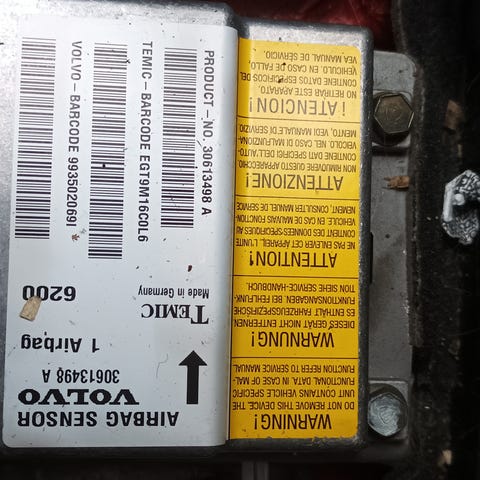 AIRBAG SENSOR
VOLVO
30613498 A
1 Airbag
6200
TEMIC
Made in Germany
PRODUCT-NO. 30613498 A
TEMIC-BARCODE EGT9M16C0L6
VOLVO-BARCODE 993502069I
WARNING!
DO NOT REMOVE THIS DEVICE. THE
UNIT CONTAINS VEHICLE SPECIFIC
FUNCTIONAL DATA IN CASE OF MAL-
FUNCTION REFER TO SERVICE MANUAL
WARNUNG!
DIESES GERÄT NICHT ENTFERNEN
ES ENTHÄLT FAHRZEUGSPEZIFISCHE
FUNKTIONSANGABEN BEI FEHLFUNK-
TION SIEHE SERVICE-HANDBUCH.
ATTENTION!
NE PAS ENLEVER CET APPAREIL. L'UNITE
CONTIENT DES DONNEES SPECIFIQUES AU
VEHICULE. EN CAS DE MAUVAIS FONCTION-
NEMENT, CONSULTER MANUEL DE SERVICE
ATTENZIONE!
NON RIMUOVERE QUESTO APPARECCHIO
CONTIENE DATI SPECIFICI DELL'AUTO-
VEICOLO. NEL CASO DI MALFUNZIONA-
MENTO, VEDI MANUALE DI SERVIZIO
¡ATENCION!
NO RETIRAR ESTE APARATO.
CONTIENE DATOS ESPECIFICOS DEL
VEHICULO. EN CASO DE FALLO,
VEA MANUAL DE SERVICIO.